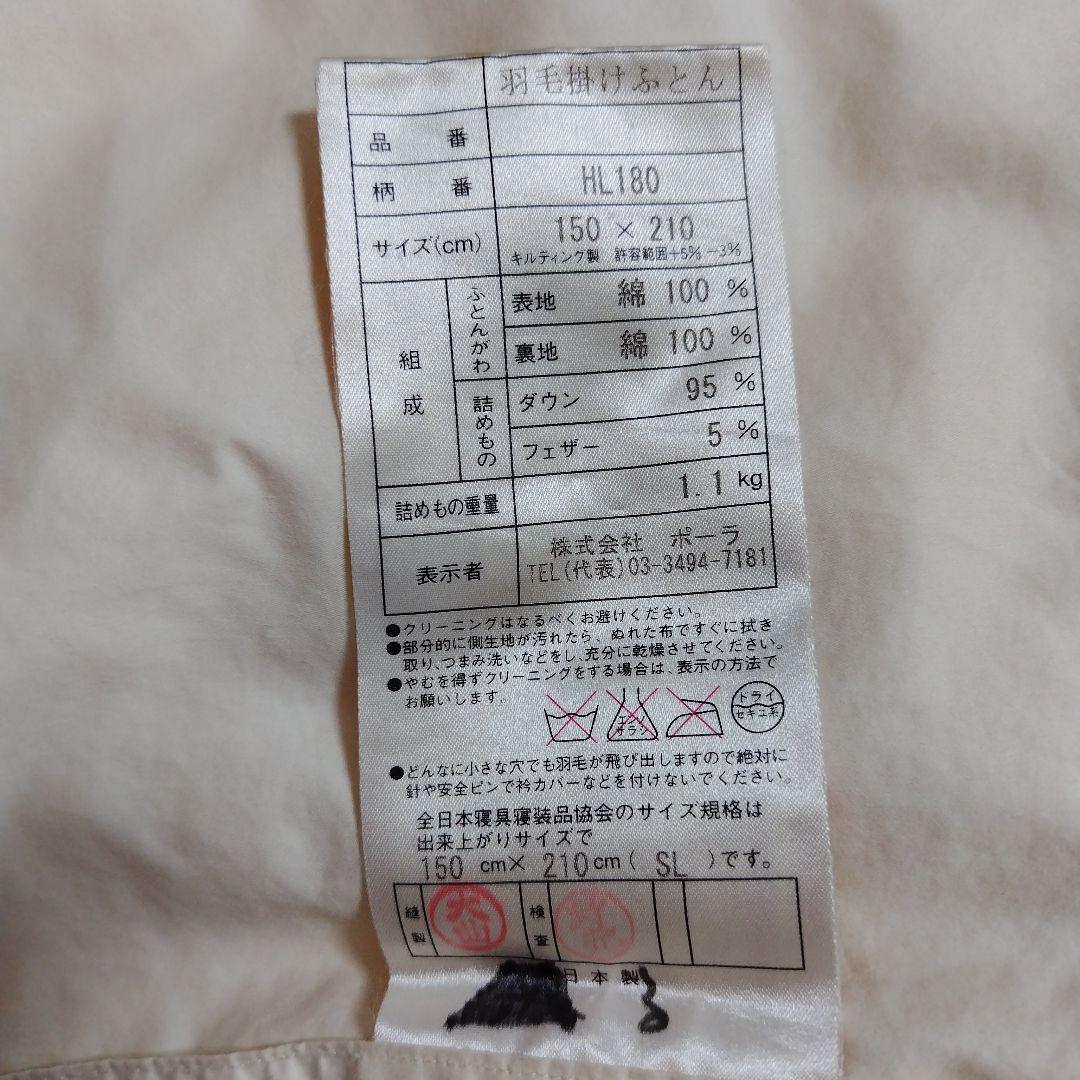 羽毛掛けふとん
品番
柄番 HL180
サイズ(cm) 150 × 210
キルティング製 許容範囲+5% -3%
組成
ふとんがわ
表地 綿 100 %
裏地 綿 100 %
詰めもの
ダウン 95 %
フェザー 5 %
詰めもの重量 1.1 kg
表示者
株式会社 ポーラ
TEL(代表)03-3494-7181
●クリーニングはなるべくお避けください。
●部分的に側生地が汚れたら、ぬれた布ですぐに拭き
取り、つまみ洗いなどをし、充分に乾燥させてください。
●やむを得ずクリーニングをする場合は、表示の方法で
お願いします。
エンソ
サラシ
ドライ
セキユ系
●どんなに小さな穴でも羽毛が飛び出しますので絶対に
針や安全ピンで衿カバーなどを付けないでください。
全日本寝具寝装品協会のサイズ規格は
出来上がりサイズで
150 cm× 210cm( SL )です。
縫製
検査
日本製